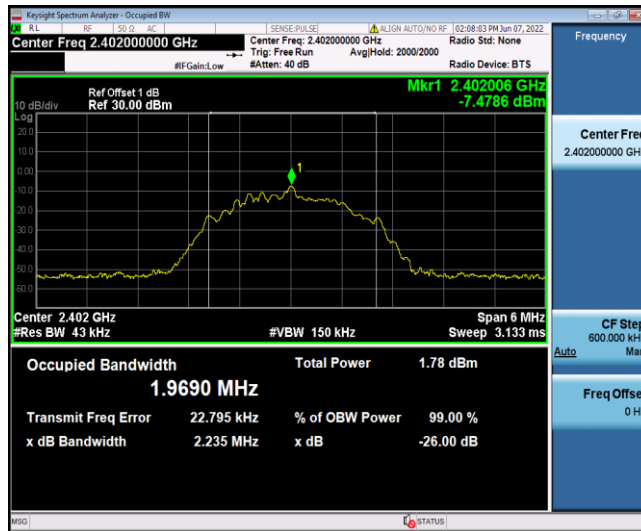 Keysight Spectrum Analyzer - Occupied BW
RL RF 50 Ω AC SENSE:PULSE ALIGN AUTO/NO RF 02:08:03 PM Jun 07, 2022
Center Freq 2.402000000 GHz
Center Freq: 2.402000000 GHz Radio Std: None
Trig: Free Run Avg|Hold: 2000/2000
#IFGain:Low #Atten: 40 dB Radio Device: BTS
Frequency
Ref Offset 1 dB Mkr1 2.402006 GHz
10 dB/div Ref 30.00 dBm -7.4786 dBm
Log
20.0
10.0
0.00
-10.0
-20.0
-30.0
-40.0
-50.0
-60.0
1
Center 2.402 GHz Span 6 MHz
#Res BW 43 kHz #VBW 150 kHz Sweep 3.133 ms
Occupied Bandwidth Total Power 1.78 dBm
1.9690 MHz
Transmit Freq Error 22.795 kHz % of OBW Power 99.00 %
x dB Bandwidth 2.235 MHz x dB -26.00 dB
Center Fre
2.402000000 GH
CF Step
600.000 kH
Auto Ma
Freq Offse
0 H
MSG STATUS